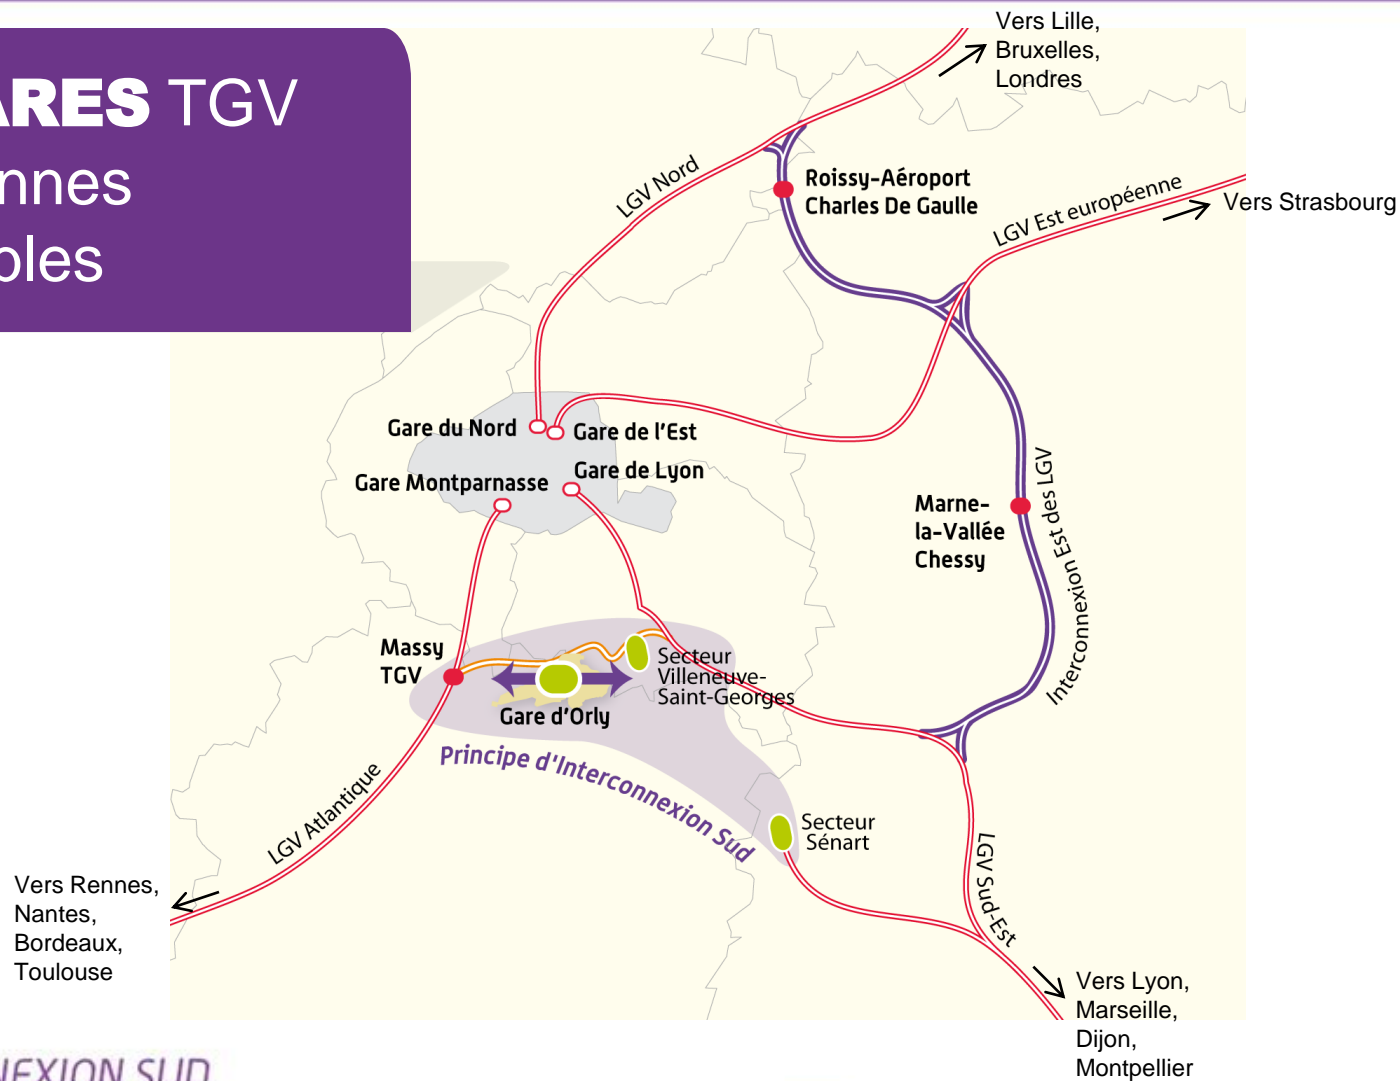 ARES TGV
nnes
bles
Vers Lille,
Bruxelles,
Londres
LGV Nord
Roissy-Aéroport
Charles De Gaulle
LGV Est européenne
Vers Strasbourg
Gare du Nord
Gare de l'Est
Gare de Lyon
Gare Montparnasse
Marne-
la-Vallée
Chessy
Interconnexion Est des LGV
Massy
TGV
Secteur
Villeneuve-
Saint-Georges
Gare d'Orly
Principe d'Interconnexion Sud
LGV Atlantique
Secteur
Sénart
LGV Sud-Est
Vers Rennes,
Nantes,
Bordeaux,
Toulouse
Vers Lyon,
Marseille,
Dijon,
Montpellier
NEXION SUD